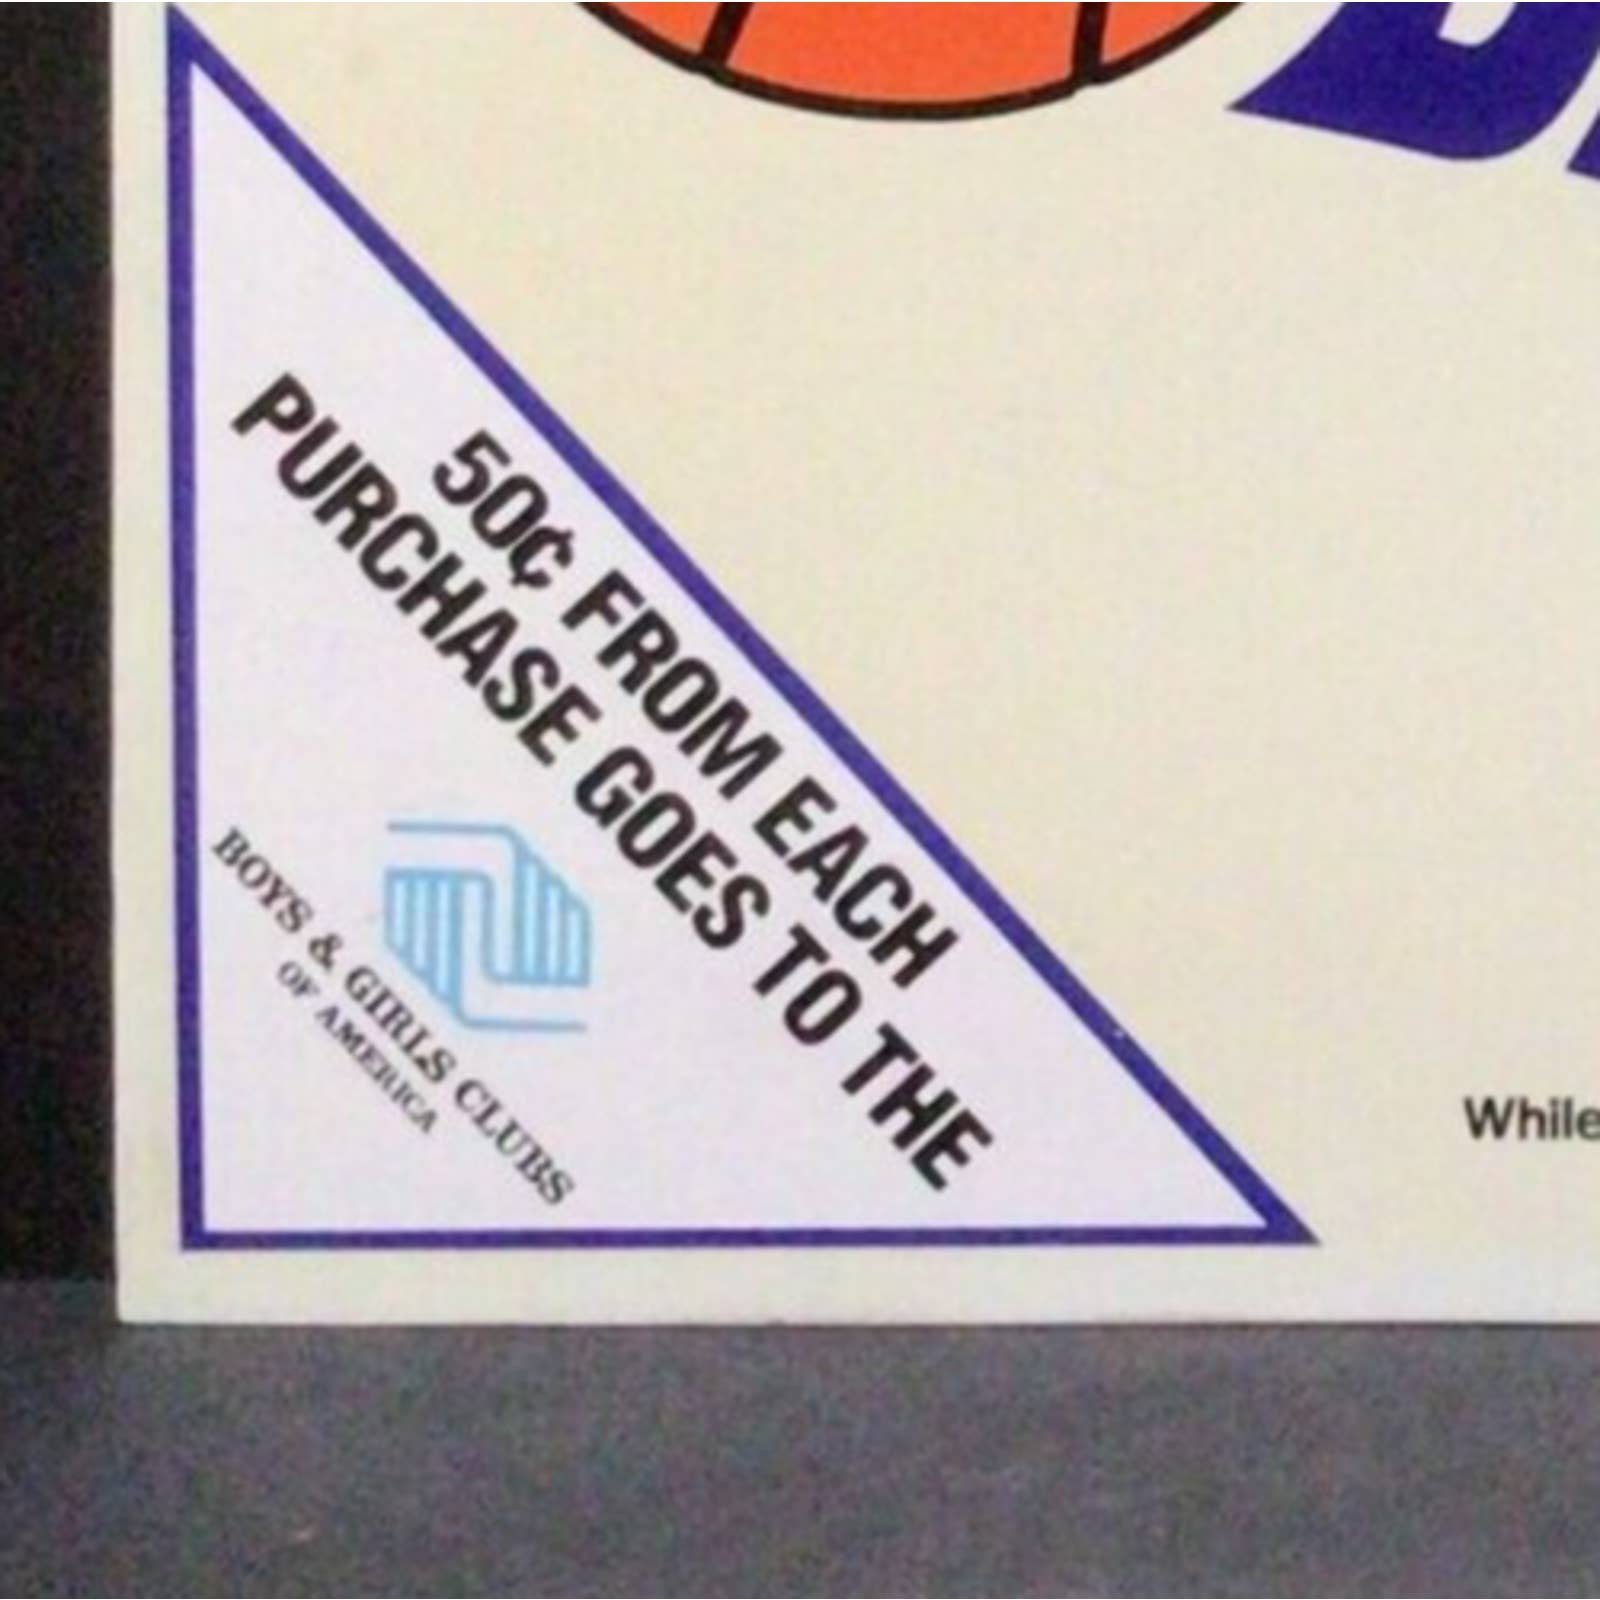 50¢ FROM EACH
PURCHASE GOES TO THE
BOYS & GIRLS CLUBS
OF AMERICA
While